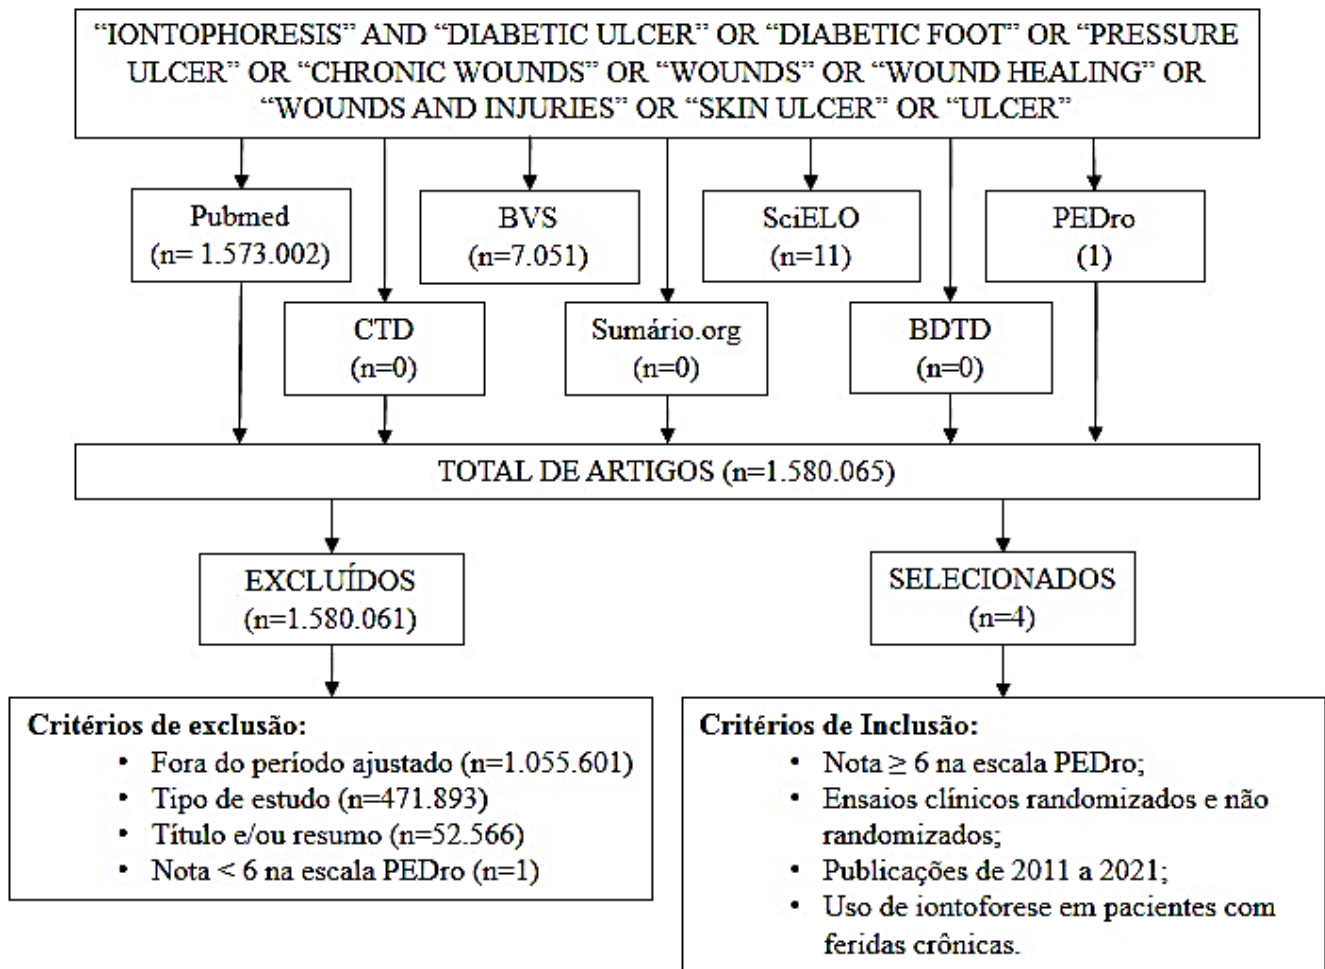 “IONTOPHORESIS” AND “DIABETIC ULCER” OR “DIABETIC FOOT” OR “PRESSURE
ULCER” OR “CHRONIC WOUNDS” OR “WOUNDS” OR “WOUND HEALING” OR
“WOUNDS AND INJURIES” OR “SKIN ULCER” OR “ULCER”
Pubmed
(n= 1.573.002)
BVS
(n=7.051)
SciELO
(n=11)
PEDro
(1)
CTD
(n=0)
Sumário.org
(n=0)
BDTD
(n=0)
TOTAL DE ARTIGOS (n=1.580.065)
EXCLUÍDOS
(n=1.580.061)
SELECIONADOS
(n=4)
Critérios de exclusão:
• Fora do período ajustado (n=1.055.601)
• Tipo de estudo (n=471.893)
• Título e/ou resumo (n=52.566)
• Nota < 6 na escala PEDro (n=1)
Critérios de Inclusão:
• Nota ≥ 6 na escala PEDro;
• Ensaios clínicos randomizados e não
randomizados;
• Publicações de 2011 a 2021;
• Uso de iontoforese em pacientes com
feridas crônicas.